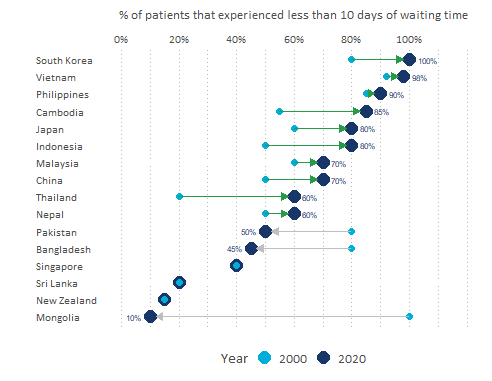 % of patients that experienced less than 10 days of waiting time
0% 20% 40% 60% 80% 100%
South Korea 100%
Vietnam 98%
Philippines 90%
Cambodia 85%
Japan 80%
Indonesia 80%
Malaysia 70%
China 70%
Thailand 60%
Nepal 60%
Pakistan 50%
Bangladesh 45%
Singapore
Sri Lanka
New Zealand
Mongolia 10%
Year 2000 2020